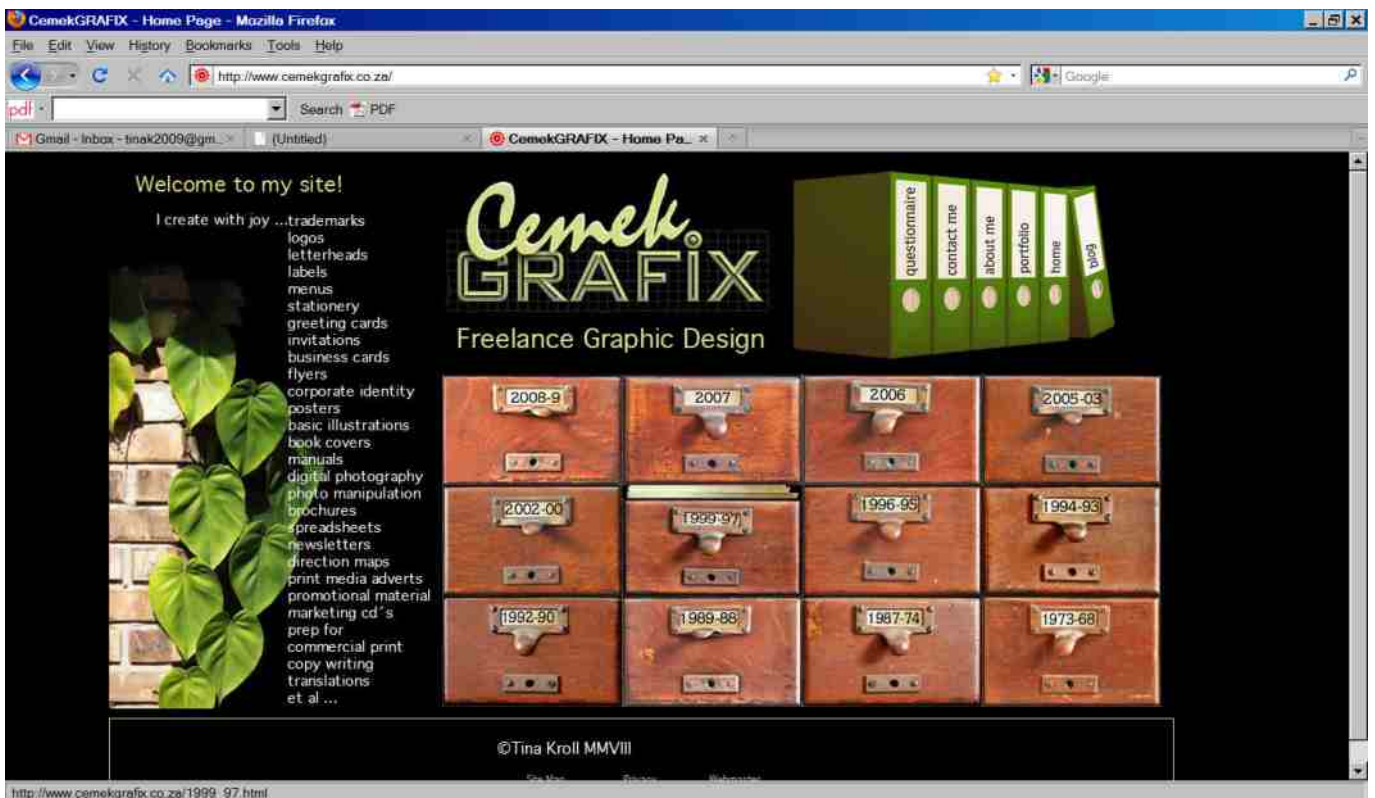 CemekGRAFIX - Home Page - Mozilla Firefox
File Edit View History Bookmarks Tools Help
http://www.cemekgrafix.co.za/
Google
pdf Search PDF
Gmail - Inbox - tinak2009@gm...
(Untitled)
CemekGRAFIX - Home Pa...
Welcome to my site!
I create with joy ...trademarks
logos
letterheads
labels
menus
stationery
greeting cards
invitations
business cards
flyers
corporate identity
posters
basic illustrations
book covers
manuals
digital photography
photo manipulation
brochures
spreadsheets
newsletters
direction maps
print media adverts
promotional material
marketing cd´s
prep for
commercial print
copy writing
translations
et al ...
Cemek
GRAFIX
Freelance Graphic Design
questionnaire
contact me
about me
portfolio
home
blog
2008-9 2007 2006 2005-03
2002-00 1999-97 1996-95 1994-93
1992-90 1989-88 1987-74 1973-68
©Tina Kroll MMVIII
Site Map Privacy Webmaster
http://www.cemekgrafix.co.za/1999_97.html